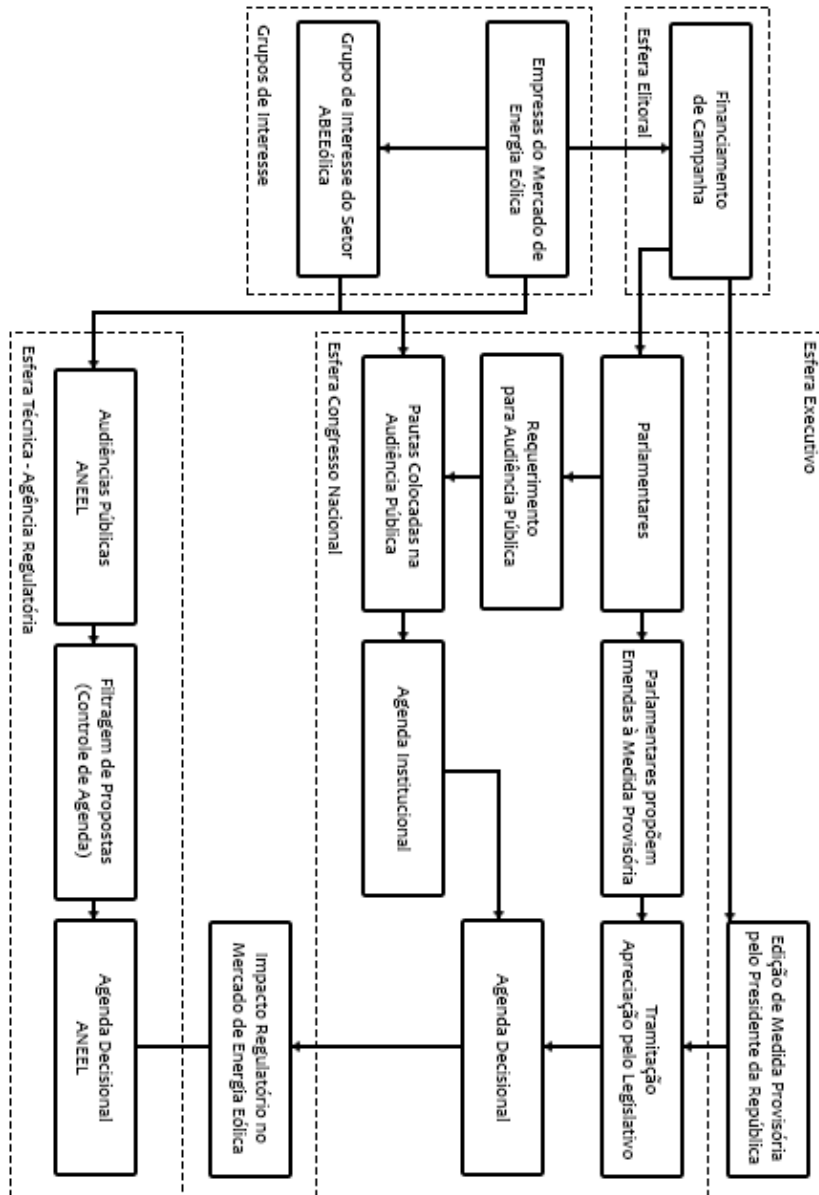 Financiamento
de Campanha
Esfera Elitoral
Empresas do Mercado de
Energia Eólica
Grupo de Interesse do Setor
ABEEólica
Grupos de Interesse
Esfera Executivo
Edição de Medida Provisória
pelo Presidente da República
Parlamentares
Parlamentares propõem
Emendas à Medida Provisória
Tramitação
Apreciação pelo Legislativo
Requerimento
para Audiência Pública
Pautas Colocadas na
Audiência Pública
Agenda Institucional
Agenda Decisional
Esfera Congresso Nacional
Impacto Regulatório no
Mercado de Energia Eólica
Audiências Públicas
ANEEL
Filtragem de Propostas
(Controle de Agenda)
Agenda Decisional
ANEEL
Esfera Técnica - Agência Regulatória